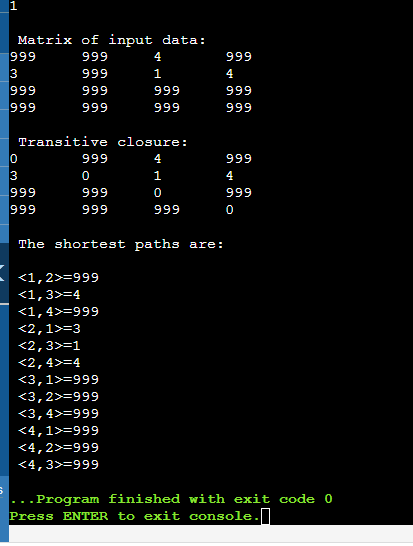 1
Matrix of input data:
999 999 4 999
3 999 1 4
999 999 999 999
999 999 999 999
Transitive closure:
0 999 4 999
3 0 1 4
999 999 0 999
999 999 999 0
The shortest paths are:
<1,2>=999
<1,3>=4
<1,4>=999
<2,1>=3
<2,3>=1
<2,4>=4
<3,1>=999
<3,2>=999
<3,4>=999
<4,1>=999
<4,2>=999
<4,3>=999
...Program finished with exit code 0
Press ENTER to exit console.